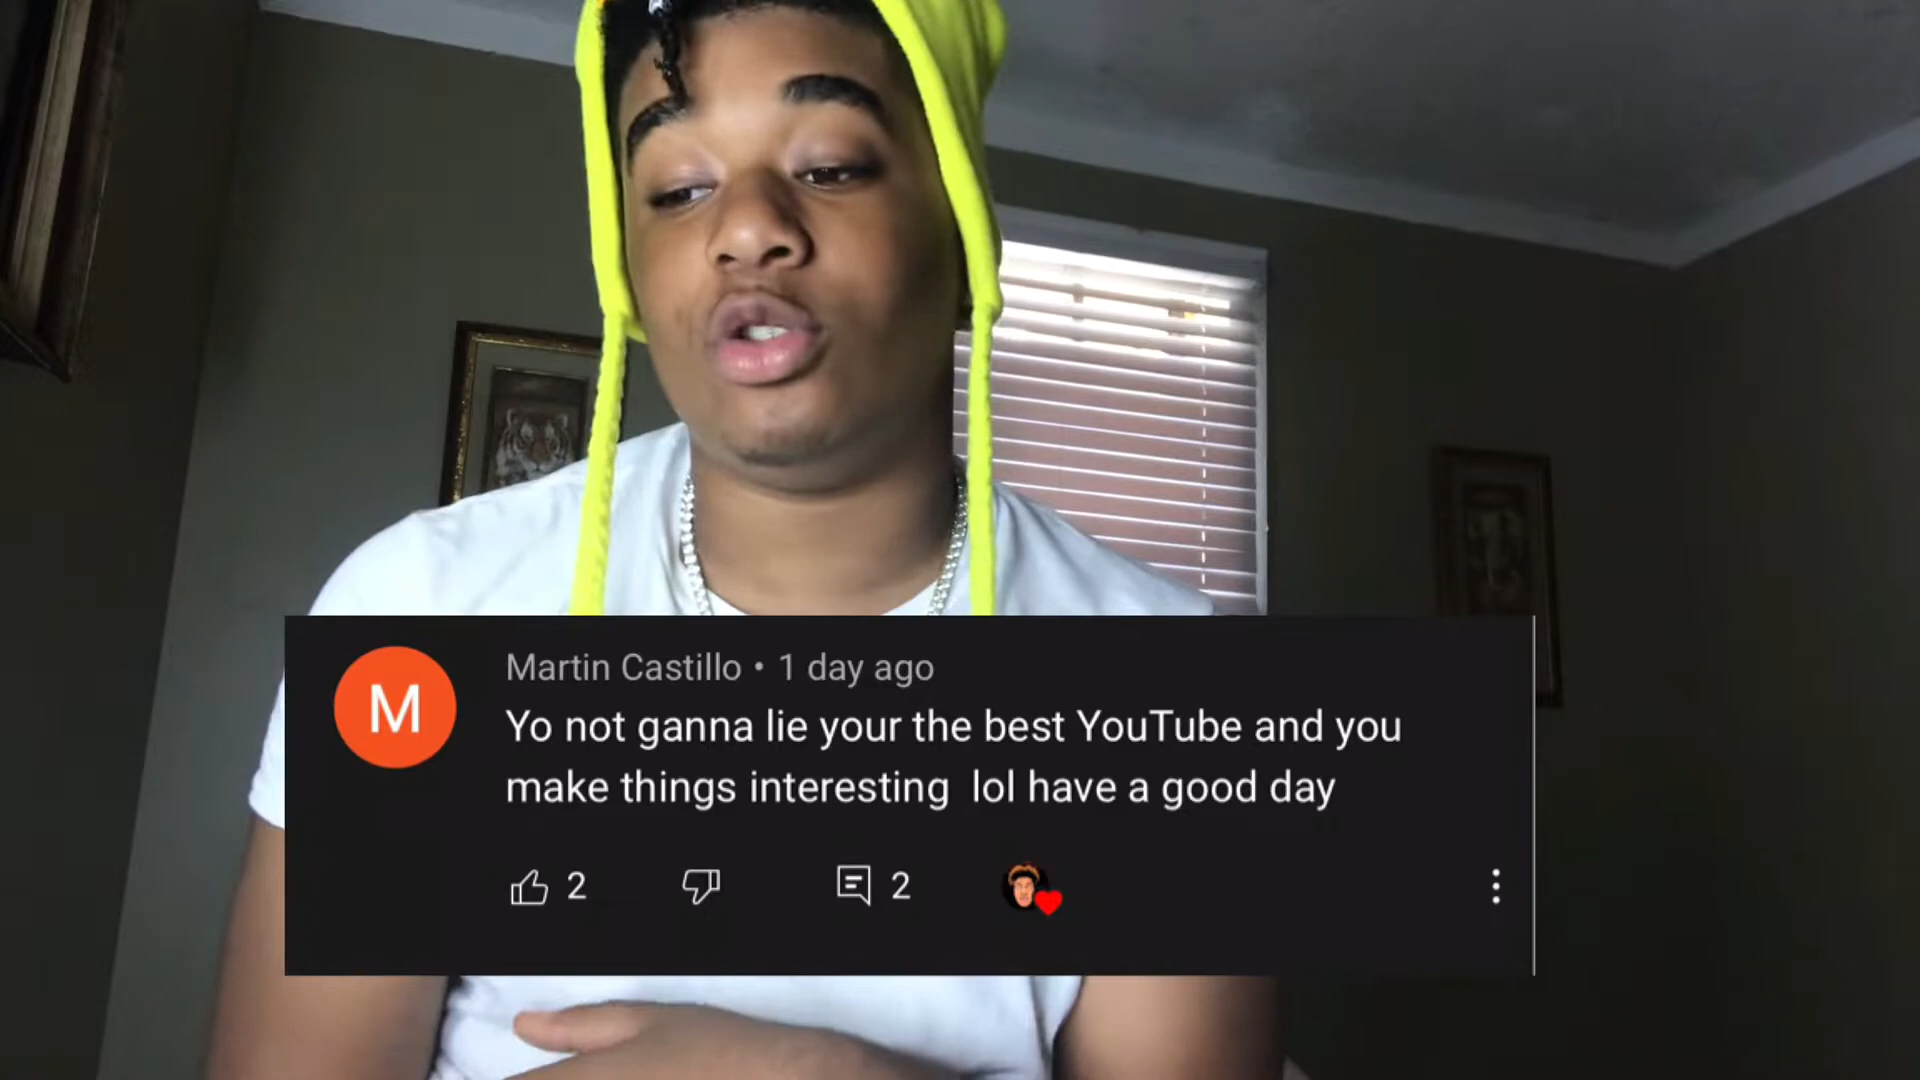 M
Martin Castillo • 1 day ago
Yo not ganna lie your the best YouTube and you
make things interesting lol have a good day
2
2